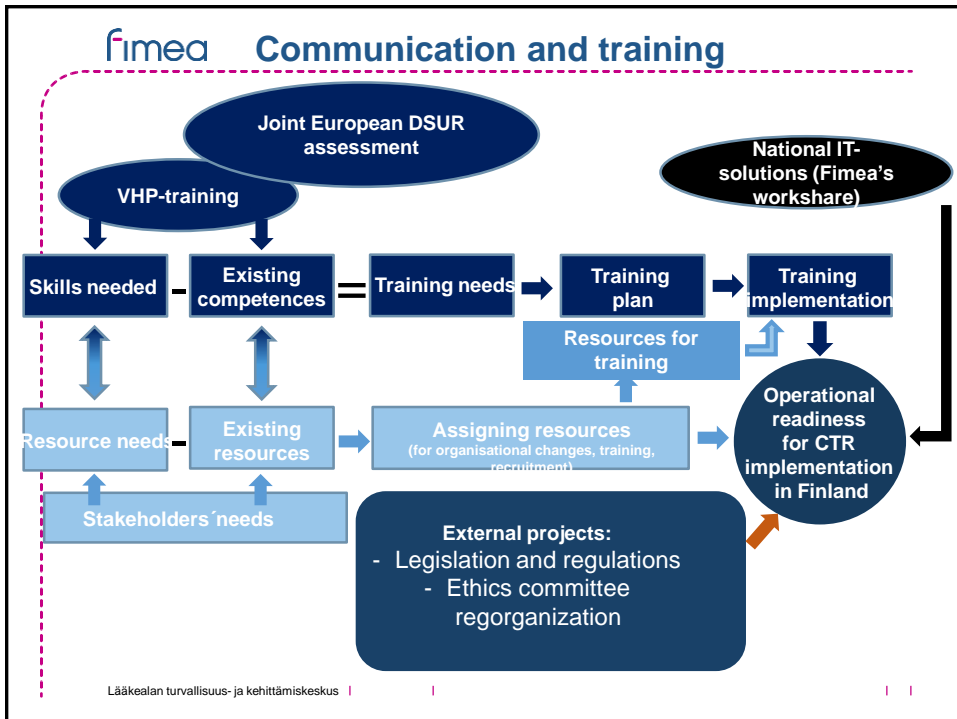 fimea
Communication and training
Joint European DSUR
assessment
National IT-
solutions (Fimea's
workshare)
VHP-training
Skills needed
-
Existing
competences
=
Training needs
Training
plan
Training
implementation
Resources for
training
Resource needs
-
Existing
resources
Assigning resources
(for organisational changes, training,
recruitment)
Operational
readiness
for CTR
implementation
in Finland
Stakeholders´needs
External projects:
- Legislation and regulations
- Ethics committee
regorganization
Lääkealan turvallisuus- ja kehittämiskeskus